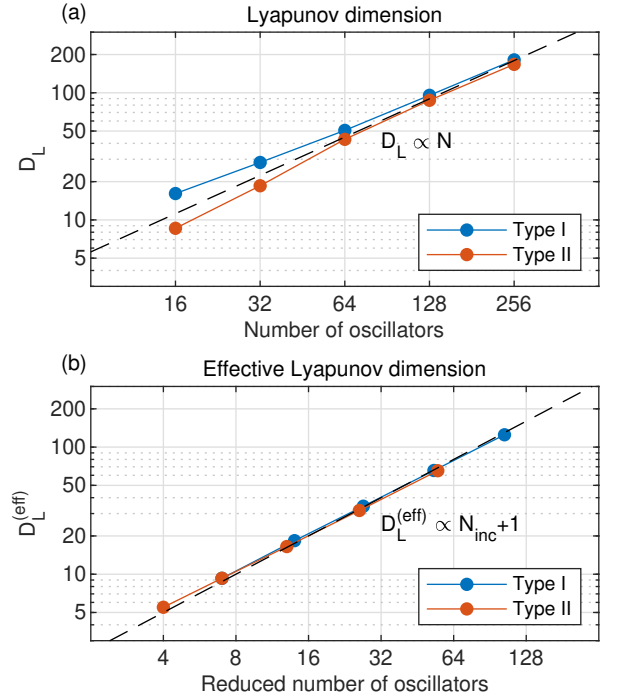 (a)
Lyapunov dimension
200
100
50
20
10
5
D_L
D_L ∝ N
Type I
Type II
16 32 64 128 256
Number of oscillators
(b)
Effective Lyapunov dimension
200
100
50
20
10
5
D_L^(eff)
D_L^(eff) ∝ N_inc+1
Type I
Type II
4 8 16 32 64 128
Reduced number of oscillators